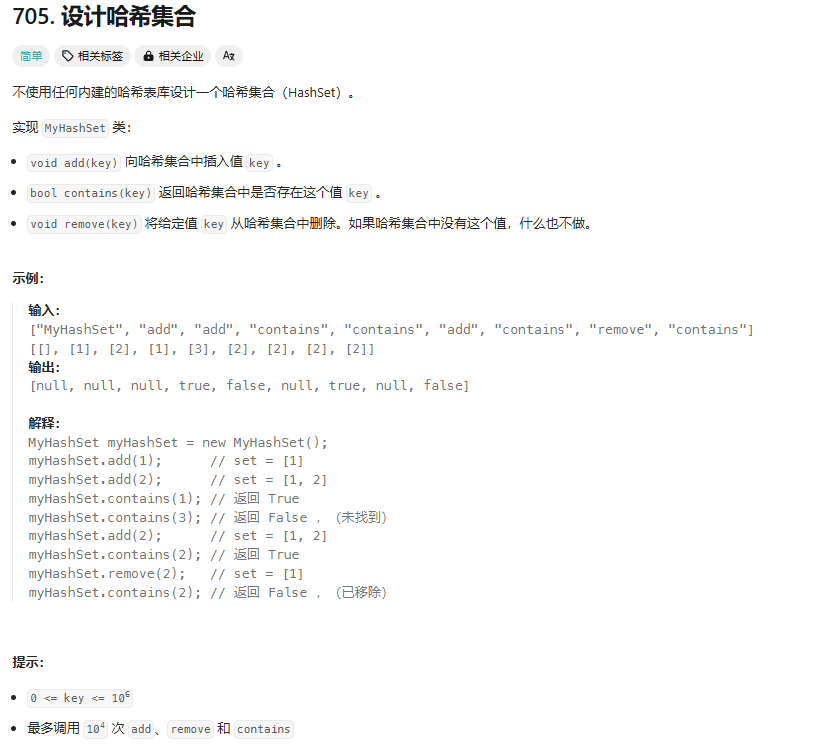 705. 设计哈希集合
简单 相关标签 相关企业 Az
不使用任何内建的哈希表库设计一个哈希集合（HashSet）。
实现 MyHashSet 类：
• void add(key) 向哈希集合中插入值 key 。
• bool contains(key) 返回哈希集合中是否存在这个值 key 。
• void remove(key) 将给定值 key 从哈希集合中删除。如果哈希集合中没有这个值，什么也不做。
示例：
输入：
["MyHashSet", "add", "add", "contains", "contains", "add", "contains", "remove", "contains"]
[[], [1], [2], [1], [3], [2], [2], [2], [2]]
输出：
[null, null, null, true, false, null, true, null, false]
解释：
MyHashSet myHashSet = new MyHashSet();
myHashSet.add(1);      // set = [1]
myHashSet.add(2);      // set = [1, 2]
myHashSet.contains(1); // 返回 True
myHashSet.contains(3); // 返回 False ，（未找到）
myHashSet.add(2);      // set = [1, 2]
myHashSet.contains(2); // 返回 True
myHashSet.remove(2);   // set = [1]
myHashSet.contains(2); // 返回 False ，（已移除）
提示：
• 0 <= key <= 10⁶
• 最多调用 10⁴ 次 add、remove 和 contains